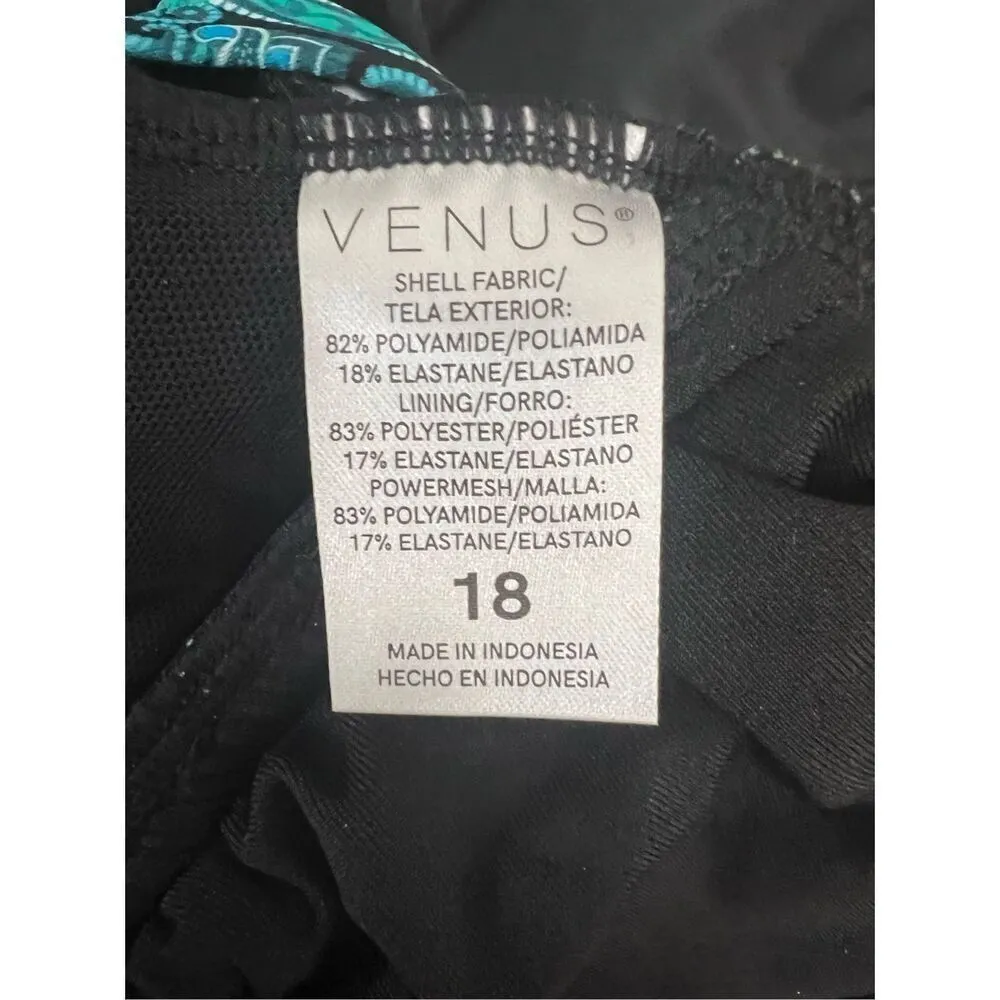 VENUS®
SHELL FABRIC/
TELA EXTERIOR:
82% POLYAMIDE/POLIAMIDA
18% ELASTANE/ELASTANO
LINING/FORRO:
83% POLYESTER/POLIÉSTER
17% ELASTANE/ELASTANO
POWERMESH/MALLA:
83% POLYAMIDE/POLIAMIDA
17% ELASTANE/ELASTANO
18
MADE IN INDONESIA
HECHO EN INDONESIA